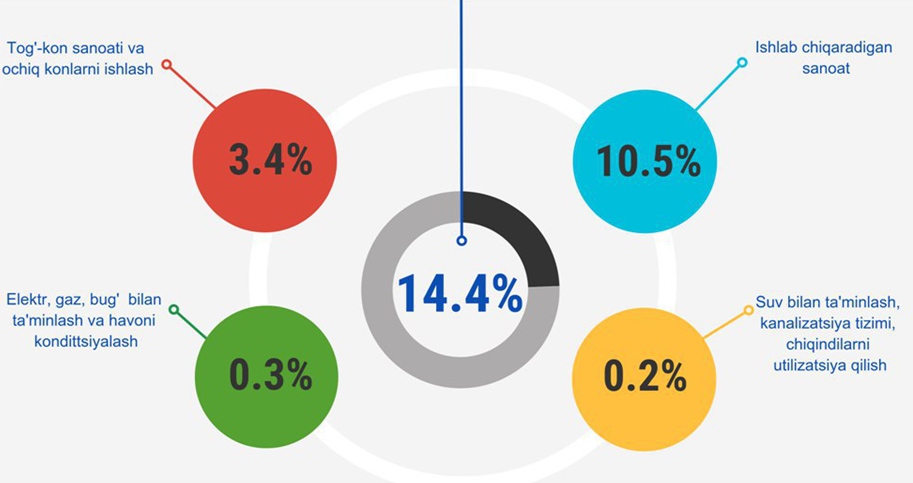 Tog'-kon sanoati va
ochiq konlarni ishlash
3.4%
Ishlab chiqaradigan
sanoat
10.5%
14.4%
Elektr, gaz, bug'  bilan
ta'minlash va havoni
kondittsiyalash
0.3%
Suv bilan ta'minlash,
kanalizatsiya tizimi,
chiqindilarni
utilizatsiya qilish
0.2%